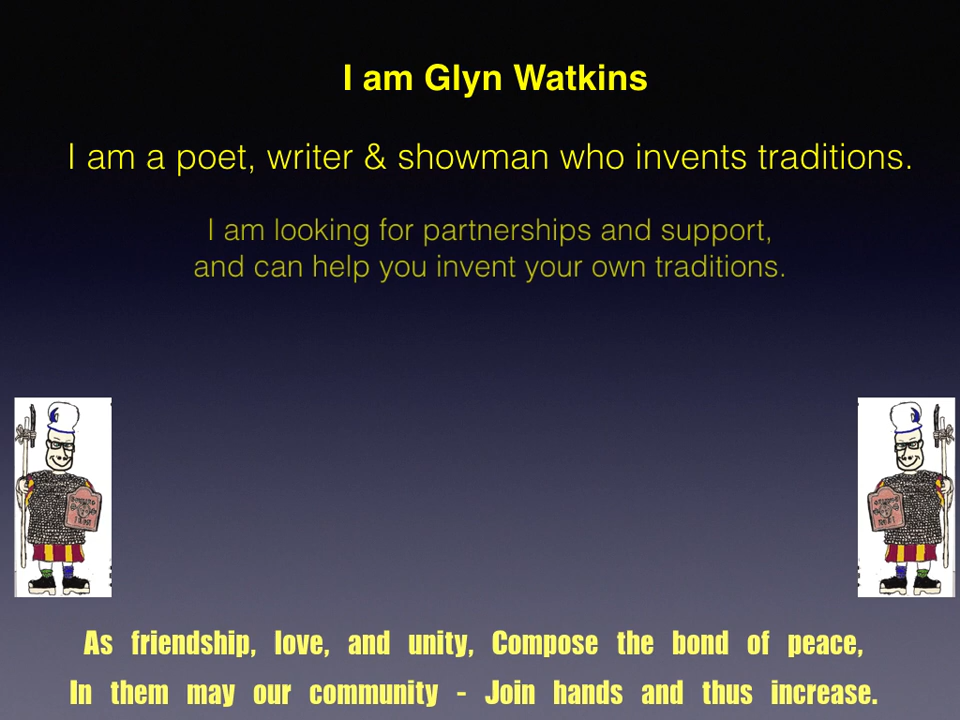 I am Glyn Watkins
I am a poet, writer & showman who invents traditions.
I am looking for partnerships and support,
and can help you invent your own traditions.
As friendship, love, and unity, Compose the bond of peace,
In them may our community - Join hands and thus increase.